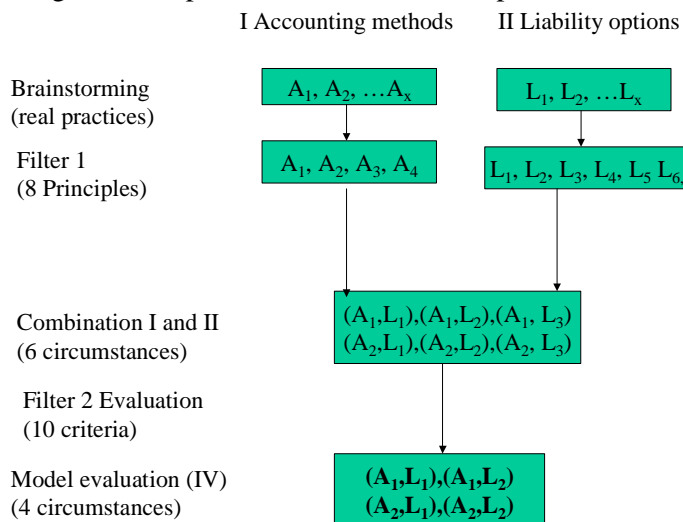 I Accounting methods II Liability options
Brainstorming
(real practices)
A₁, A₂, …Aₓ
L₁, L₂, …Lₓ
Filter 1
(8 Principles)
A₁, A₂, A₃, A₄
L₁, L₂, L₃, L₄, L₅ L₆,
Combination I and II
(6 circumstances)
(A₁,L₁),(A₁,L₂),(A₁, L₃)
(A₂,L₁),(A₂,L₂),(A₂, L₃)
Filter 2 Evaluation
(10 criteria)
Model evaluation (IV)
(4 circumstances)
(A₁,L₁),(A₁,L₂)
(A₂,L₁),(A₂,L₂)